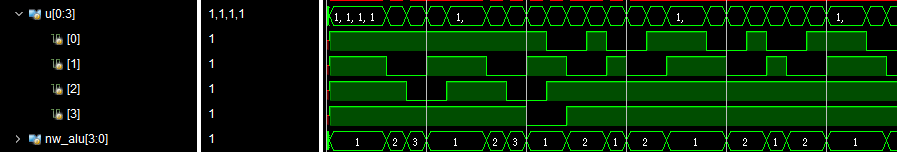 u[0:3] 1,1,1,1 1, 1, 1, 1 1, 1, 1,
[0] 1
[1] 1
[2] 1
[3] 1
nw_alu[3:0] 1 1 2 3 1 2 3 1 2 1 2 1 2 1 2 1